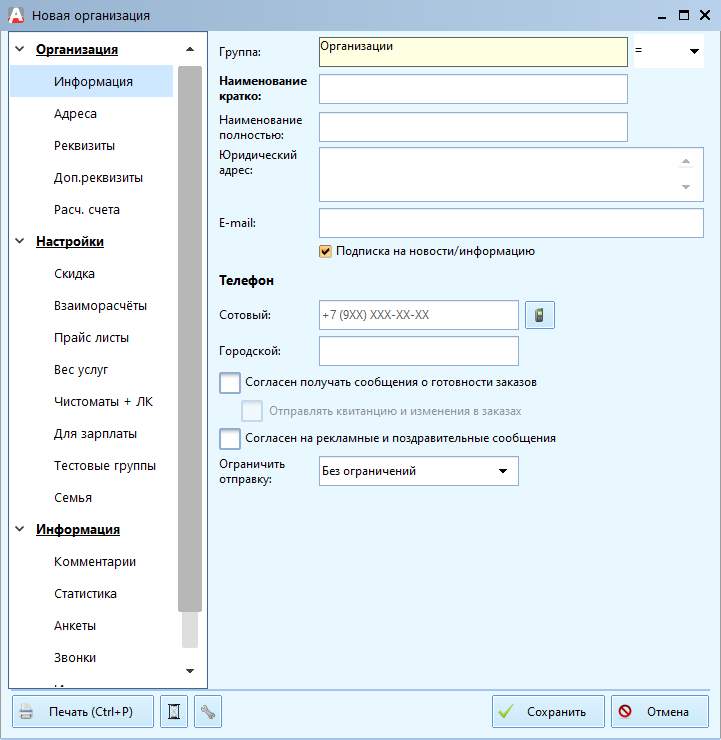 Новая организация
Организация
Информация
Адреса
Реквизиты
Доп.реквизиты
Расч. счета
Настройки
Скидка
Взаиморасчёты
Прайс листы
Вес услуг
Чистоматы + ЛК
Для зарплаты
Тестовые группы
Семья
Информация
Комментарии
Статистика
Анкеты
Звонки
Группа:
Организации
=
Наименование
кратко:
Наименование
полностью:
Юридический
адрес:
E-mail:
Подписка на новости/информацию
Телефон
Сотовый:
+7 (9XX) XXX-XX-XX
Городской:
Согласен получать сообщения о готовности заказов
Отправлять квитанцию и изменения в заказах
Согласен на рекламные и поздравительные сообщения
Ограничить
отправку:
Без ограничений
Печать (Ctrl+P)
Сохранить
Отмена